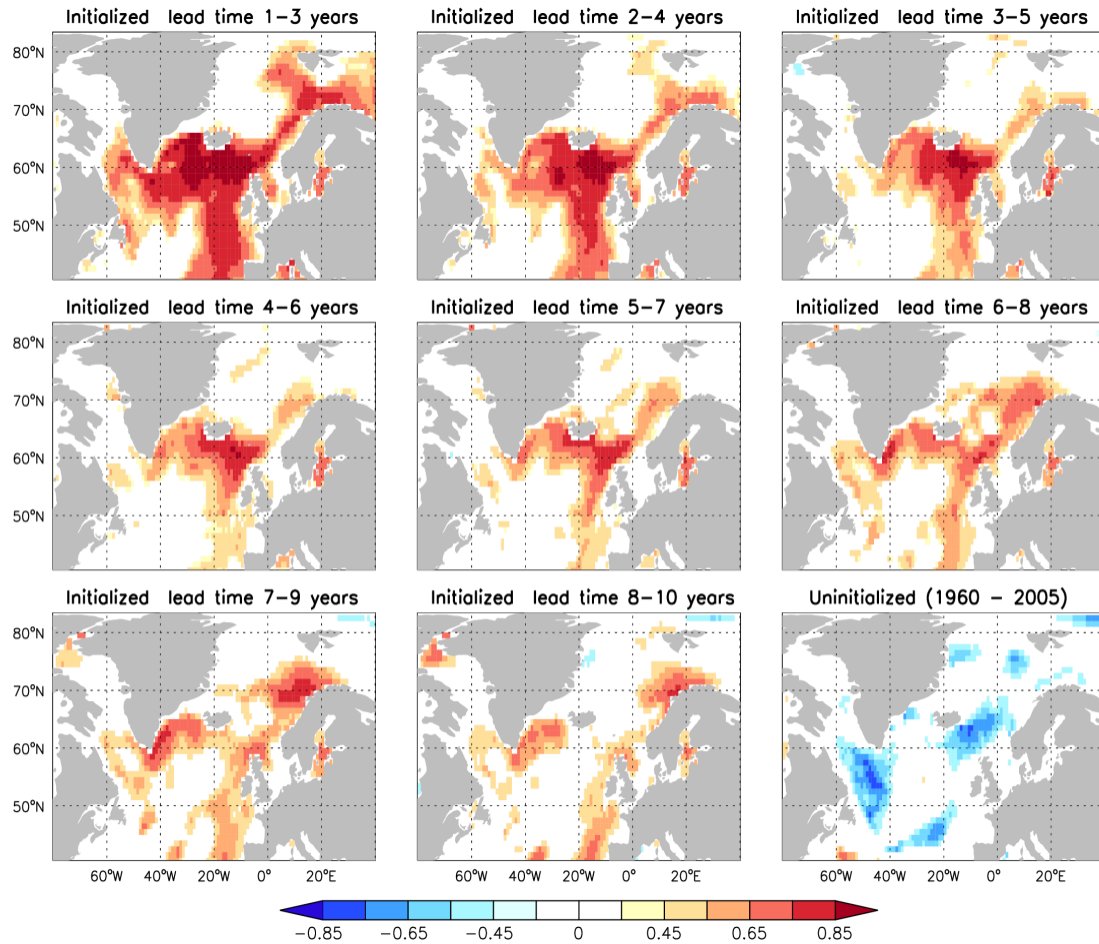 Initialized lead time 1−3 years
Initialized lead time 2−4 years
Initialized lead time 3−5 years
80°N
70°N
60°N
50°N
Initialized lead time 4−6 years
Initialized lead time 5−7 years
Initialized lead time 6−8 years
80°N
70°N
60°N
50°N
Initialized lead time 7−9 years
Initialized lead time 8−10 years
Uninitialized (1960 − 2005)
80°N
70°N
60°N
50°N
60°W 40°W 20°W 0° 20°E 60°W 40°W 20°W 0° 20°E 60°W 40°W 20°W 0° 20°E
−0.85 −0.65 −0.45 0 0.45 0.65 0.85